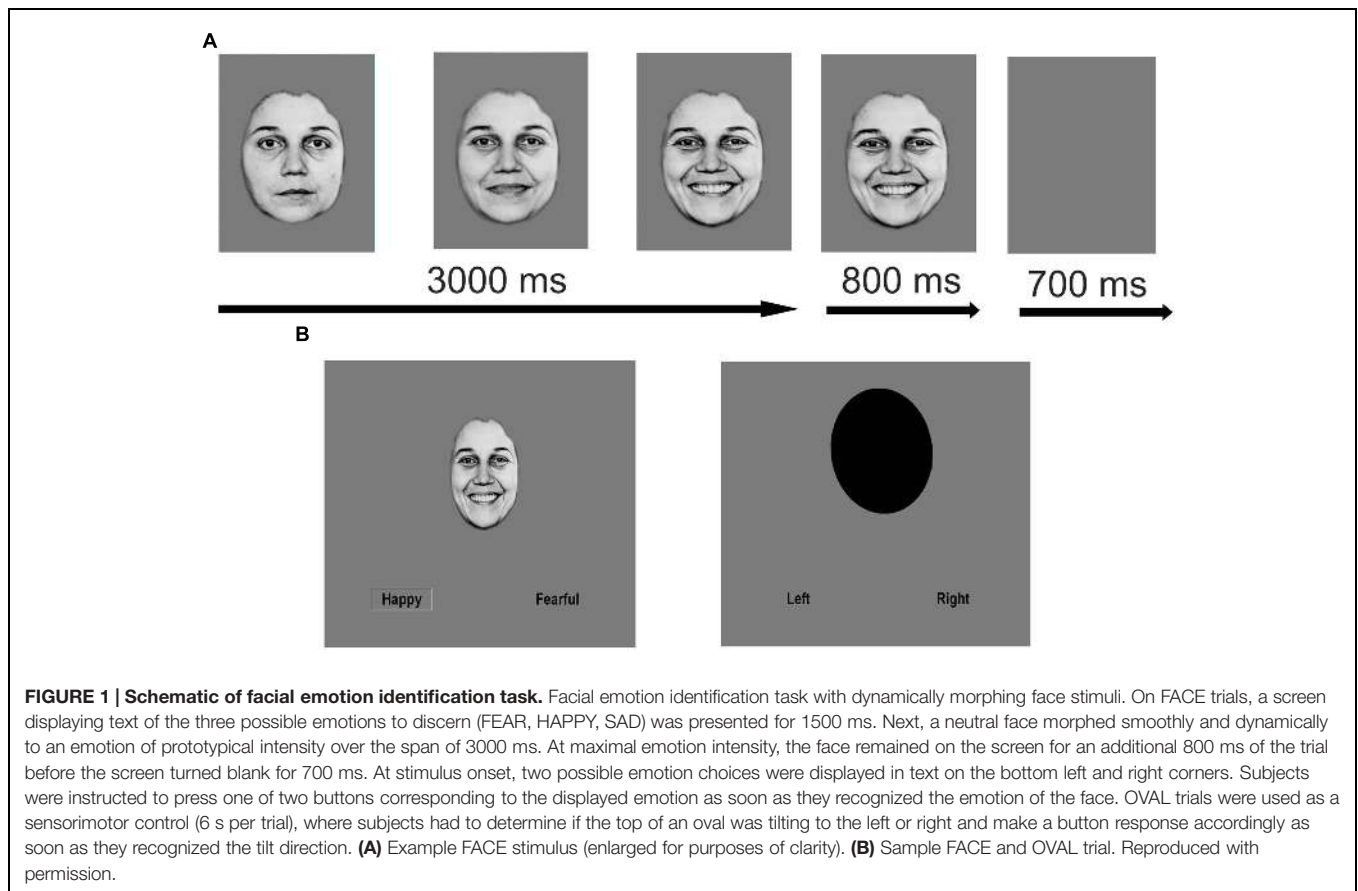 A
3000 ms
800 ms
700 ms
B
Happy
Fearful
Left
Right
FIGURE 1 | Schematic of facial emotion identification task. Facial emotion identification task with dynamically morphing face stimuli. On FACE trials, a screen
displaying text of the three possible emotions to discern (FEAR, HAPPY, SAD) was presented for 1500 ms. Next, a neutral face morphed smoothly and dynamically
to an emotion of prototypical intensity over the span of 3000 ms. At maximal emotion intensity, the face remained on the screen for an additional 800 ms of the trial
before the screen turned blank for 700 ms. At stimulus onset, two possible emotion choices were displayed in text on the bottom left and right corners. Subjects
were instructed to press one of two buttons corresponding to the displayed emotion as soon as they recognized the emotion of the face. OVAL trials were used as a
sensorimotor control (6 s per trial), where subjects had to determine if the top of an oval was tilting to the left or right and make a button response accordingly as
soon as they recognized the tilt direction. (A) Example FACE stimulus (enlarged for purposes of clarity). (B) Sample FACE and OVAL trial. Reproduced with
permission.